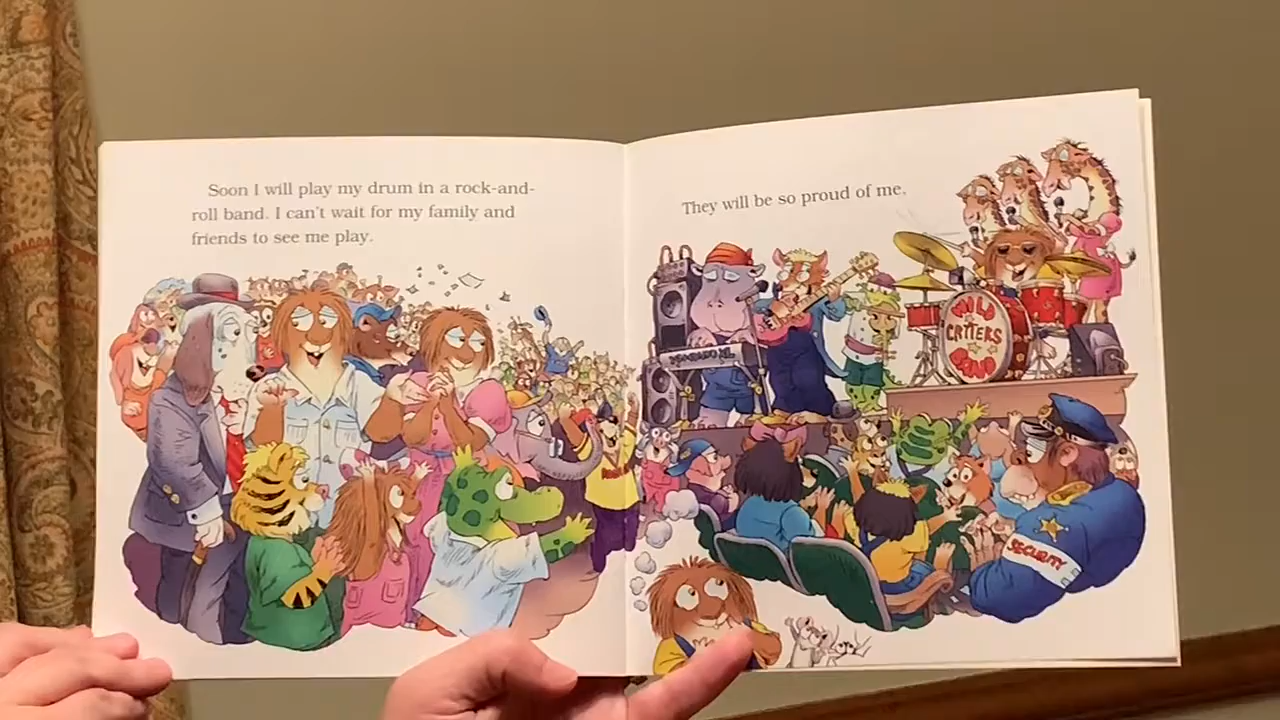 Soon I will play my drum in a rock-and-
roll band. I can't wait for my family and
friends to see me play.
They will be so proud of me.
WILD
CRITTERS
BAND
SECURITY